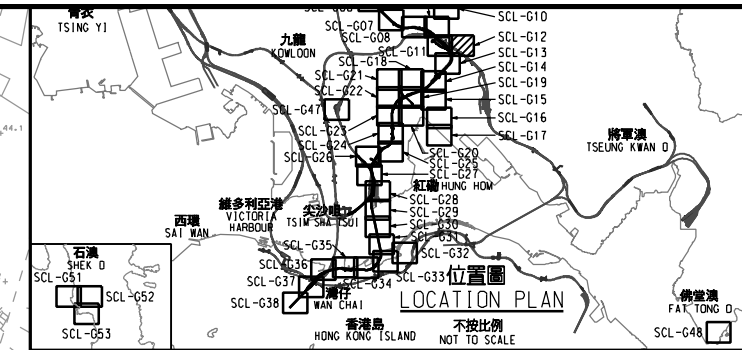 青衣
TSING YI
九龍
KOWLOON
SCL-G07
SCL-G08
SCL-G10
SCL-G11
SCL-G12
SCL-G13
SCL-G18
SCL-G14
SCL-G21
SCL-G19
SCL-G22
SCL-G15
SCL-G47
SCL-G16
SCL-G23
SCL-G17
SCL-G24
SCL-G20
SCL-G26
SCL-G25
SCL-G27
將軍澳
TSEUNG KWAN O
紅磡 HUNG HOM
SCL-G28
SCL-G29
SCL-G30
SCL-G31
SCL-G32
維多利亞港
VICTORIA
HARBOUR
尖沙咀
TSIM SHA TSUI
西環
SAI WAN
SCL-G35
SCL-G36
SCL-G37
SCL-G38
SCL-G34
SCL-G33
灣仔
WAN CHAI
位置圖
LOCATION PLAN
香港島
HONG KONG ISLAND
不按比例
NOT TO SCALE
石澳
SHEK O
SCL-G51
SCL-G52
SCL-G53
佛堂澳
FAT TONG O
SCL-G48
44.1